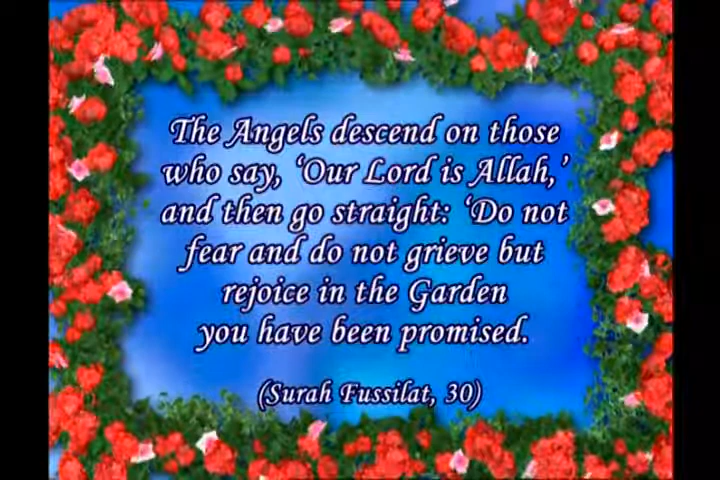 The Angels descend on those
who say, ‘Our Lord is Allah,’
and then go straight: ‘Do not
fear and do not grieve but
rejoice in the Garden
you have been promised.
(Surah Fussilat, 30)